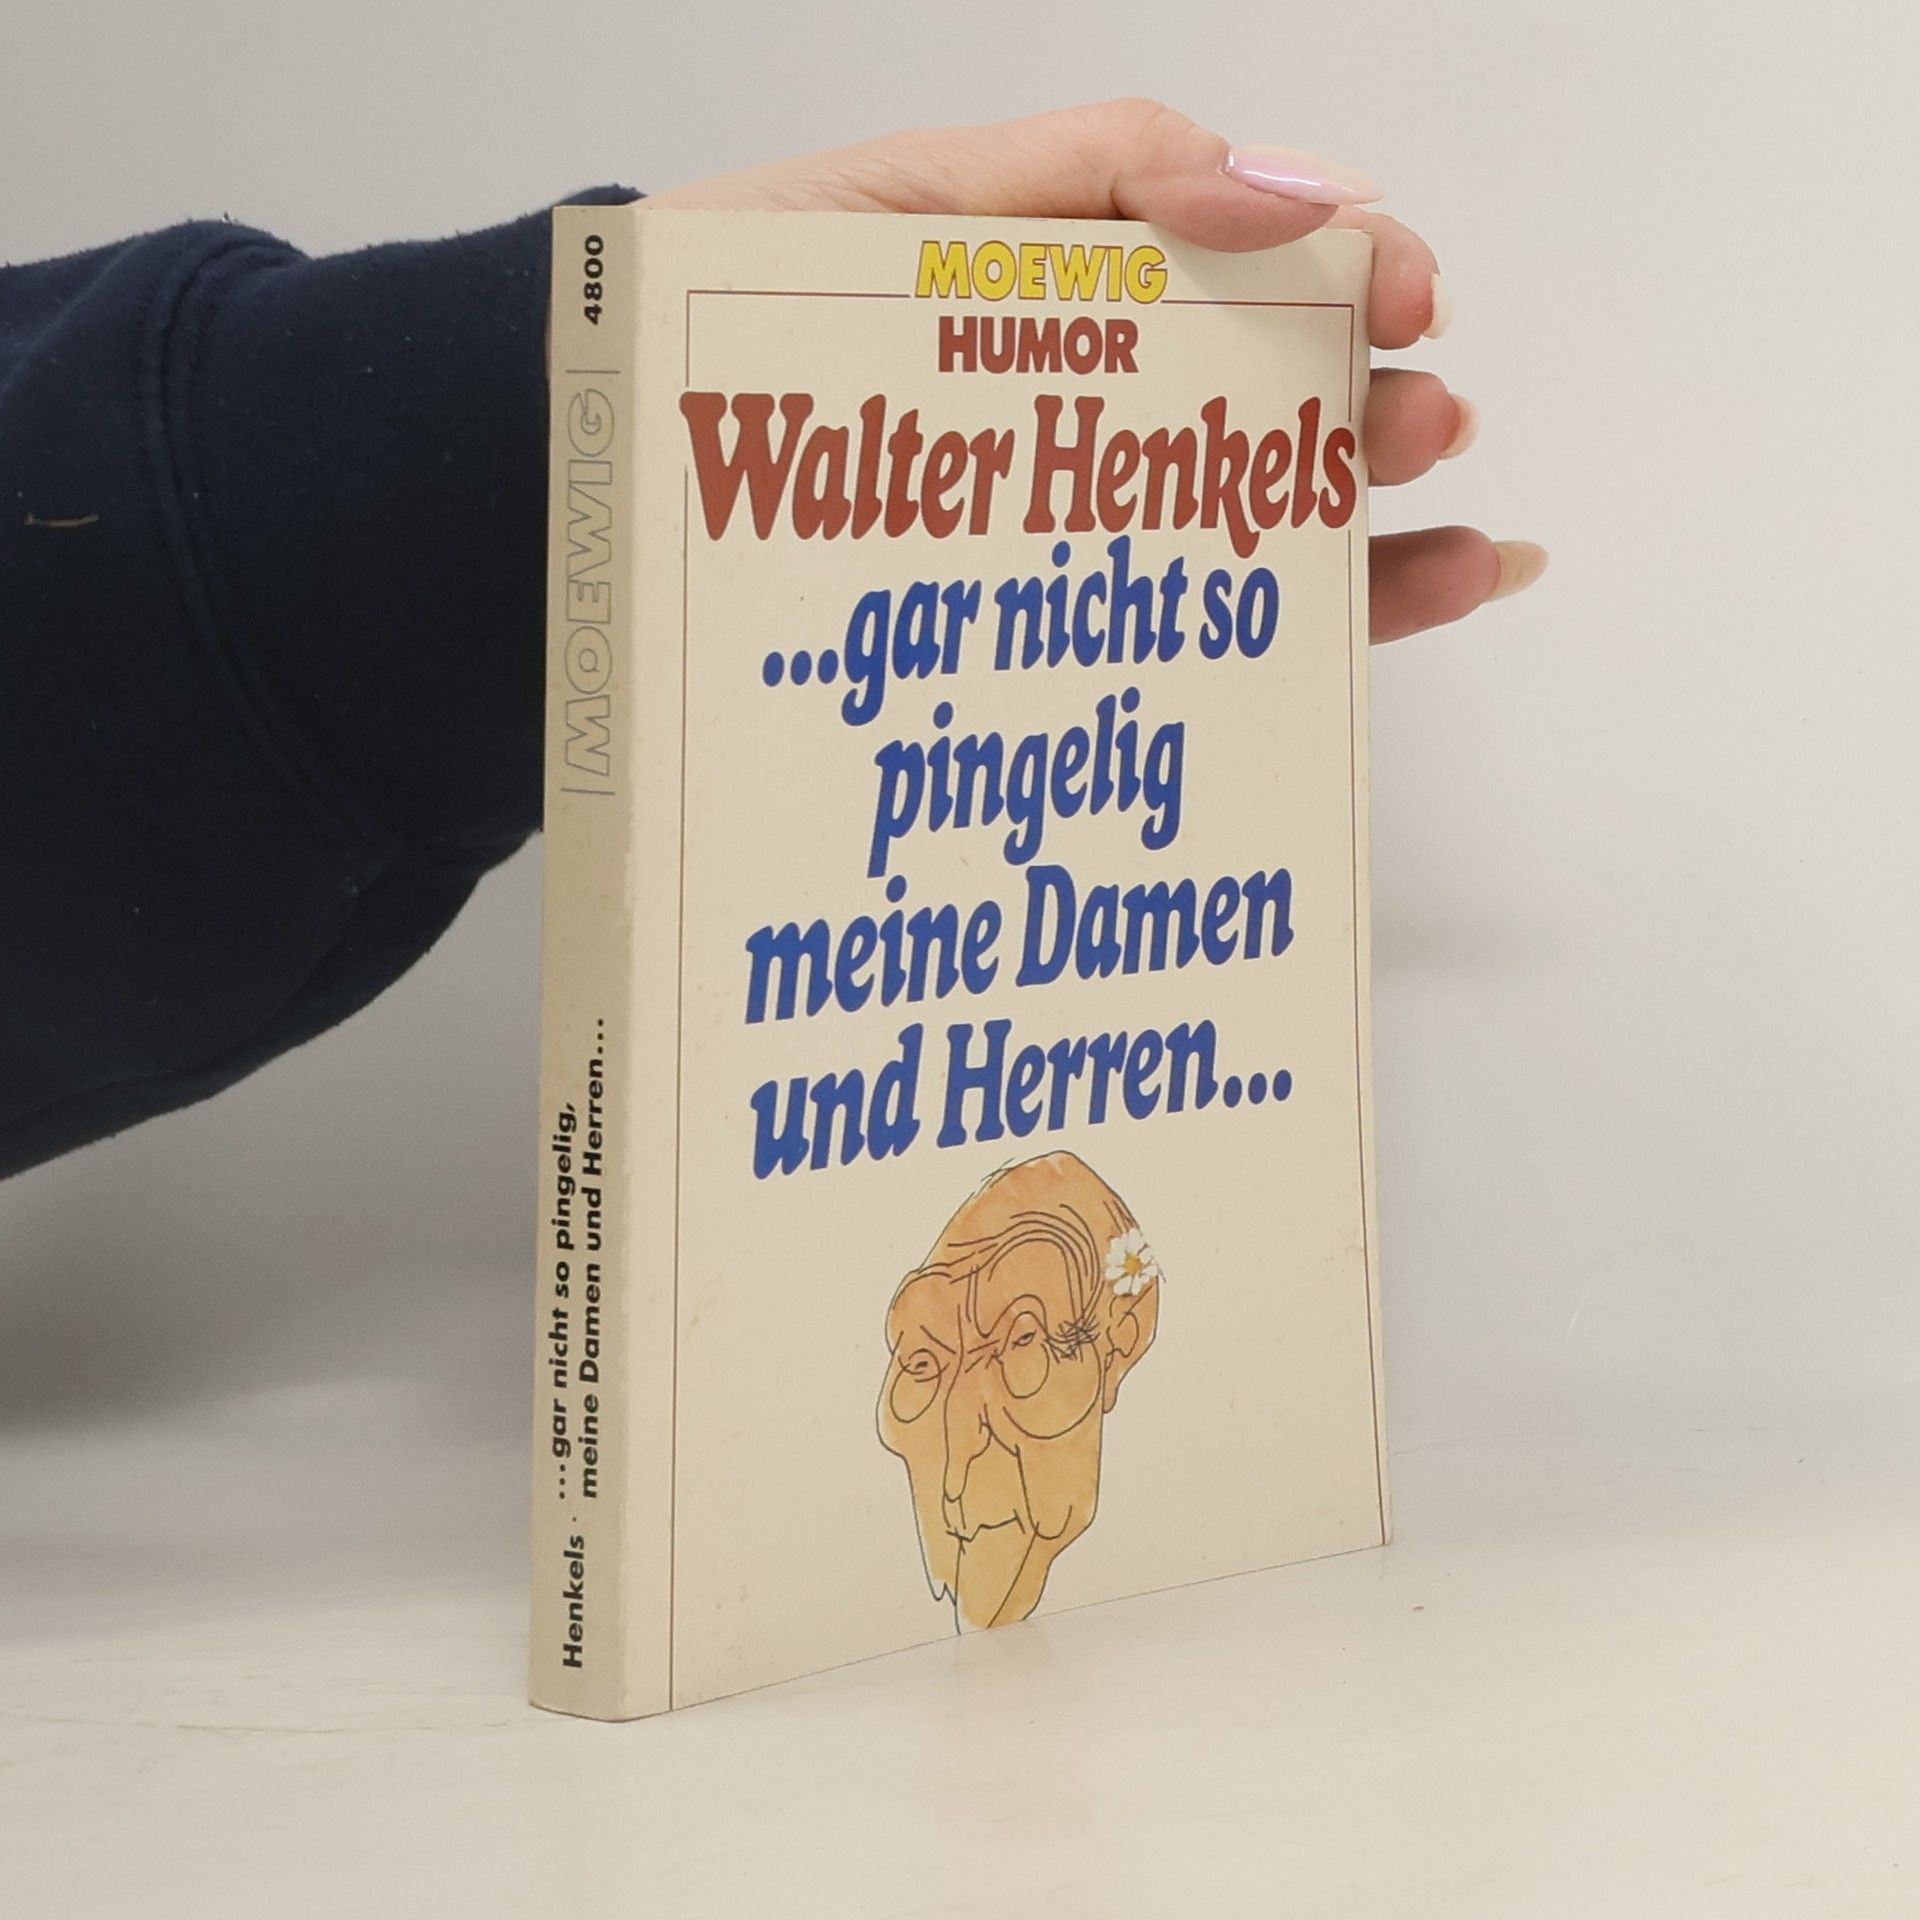 MOEWIG
HUMOR
Walter Henkels
...gar nicht so
pingelig
meine Damen
und Herren...
4800
MOEWIG
Henkels · ...gar nicht so pingelig,
meine Damen und Herren...